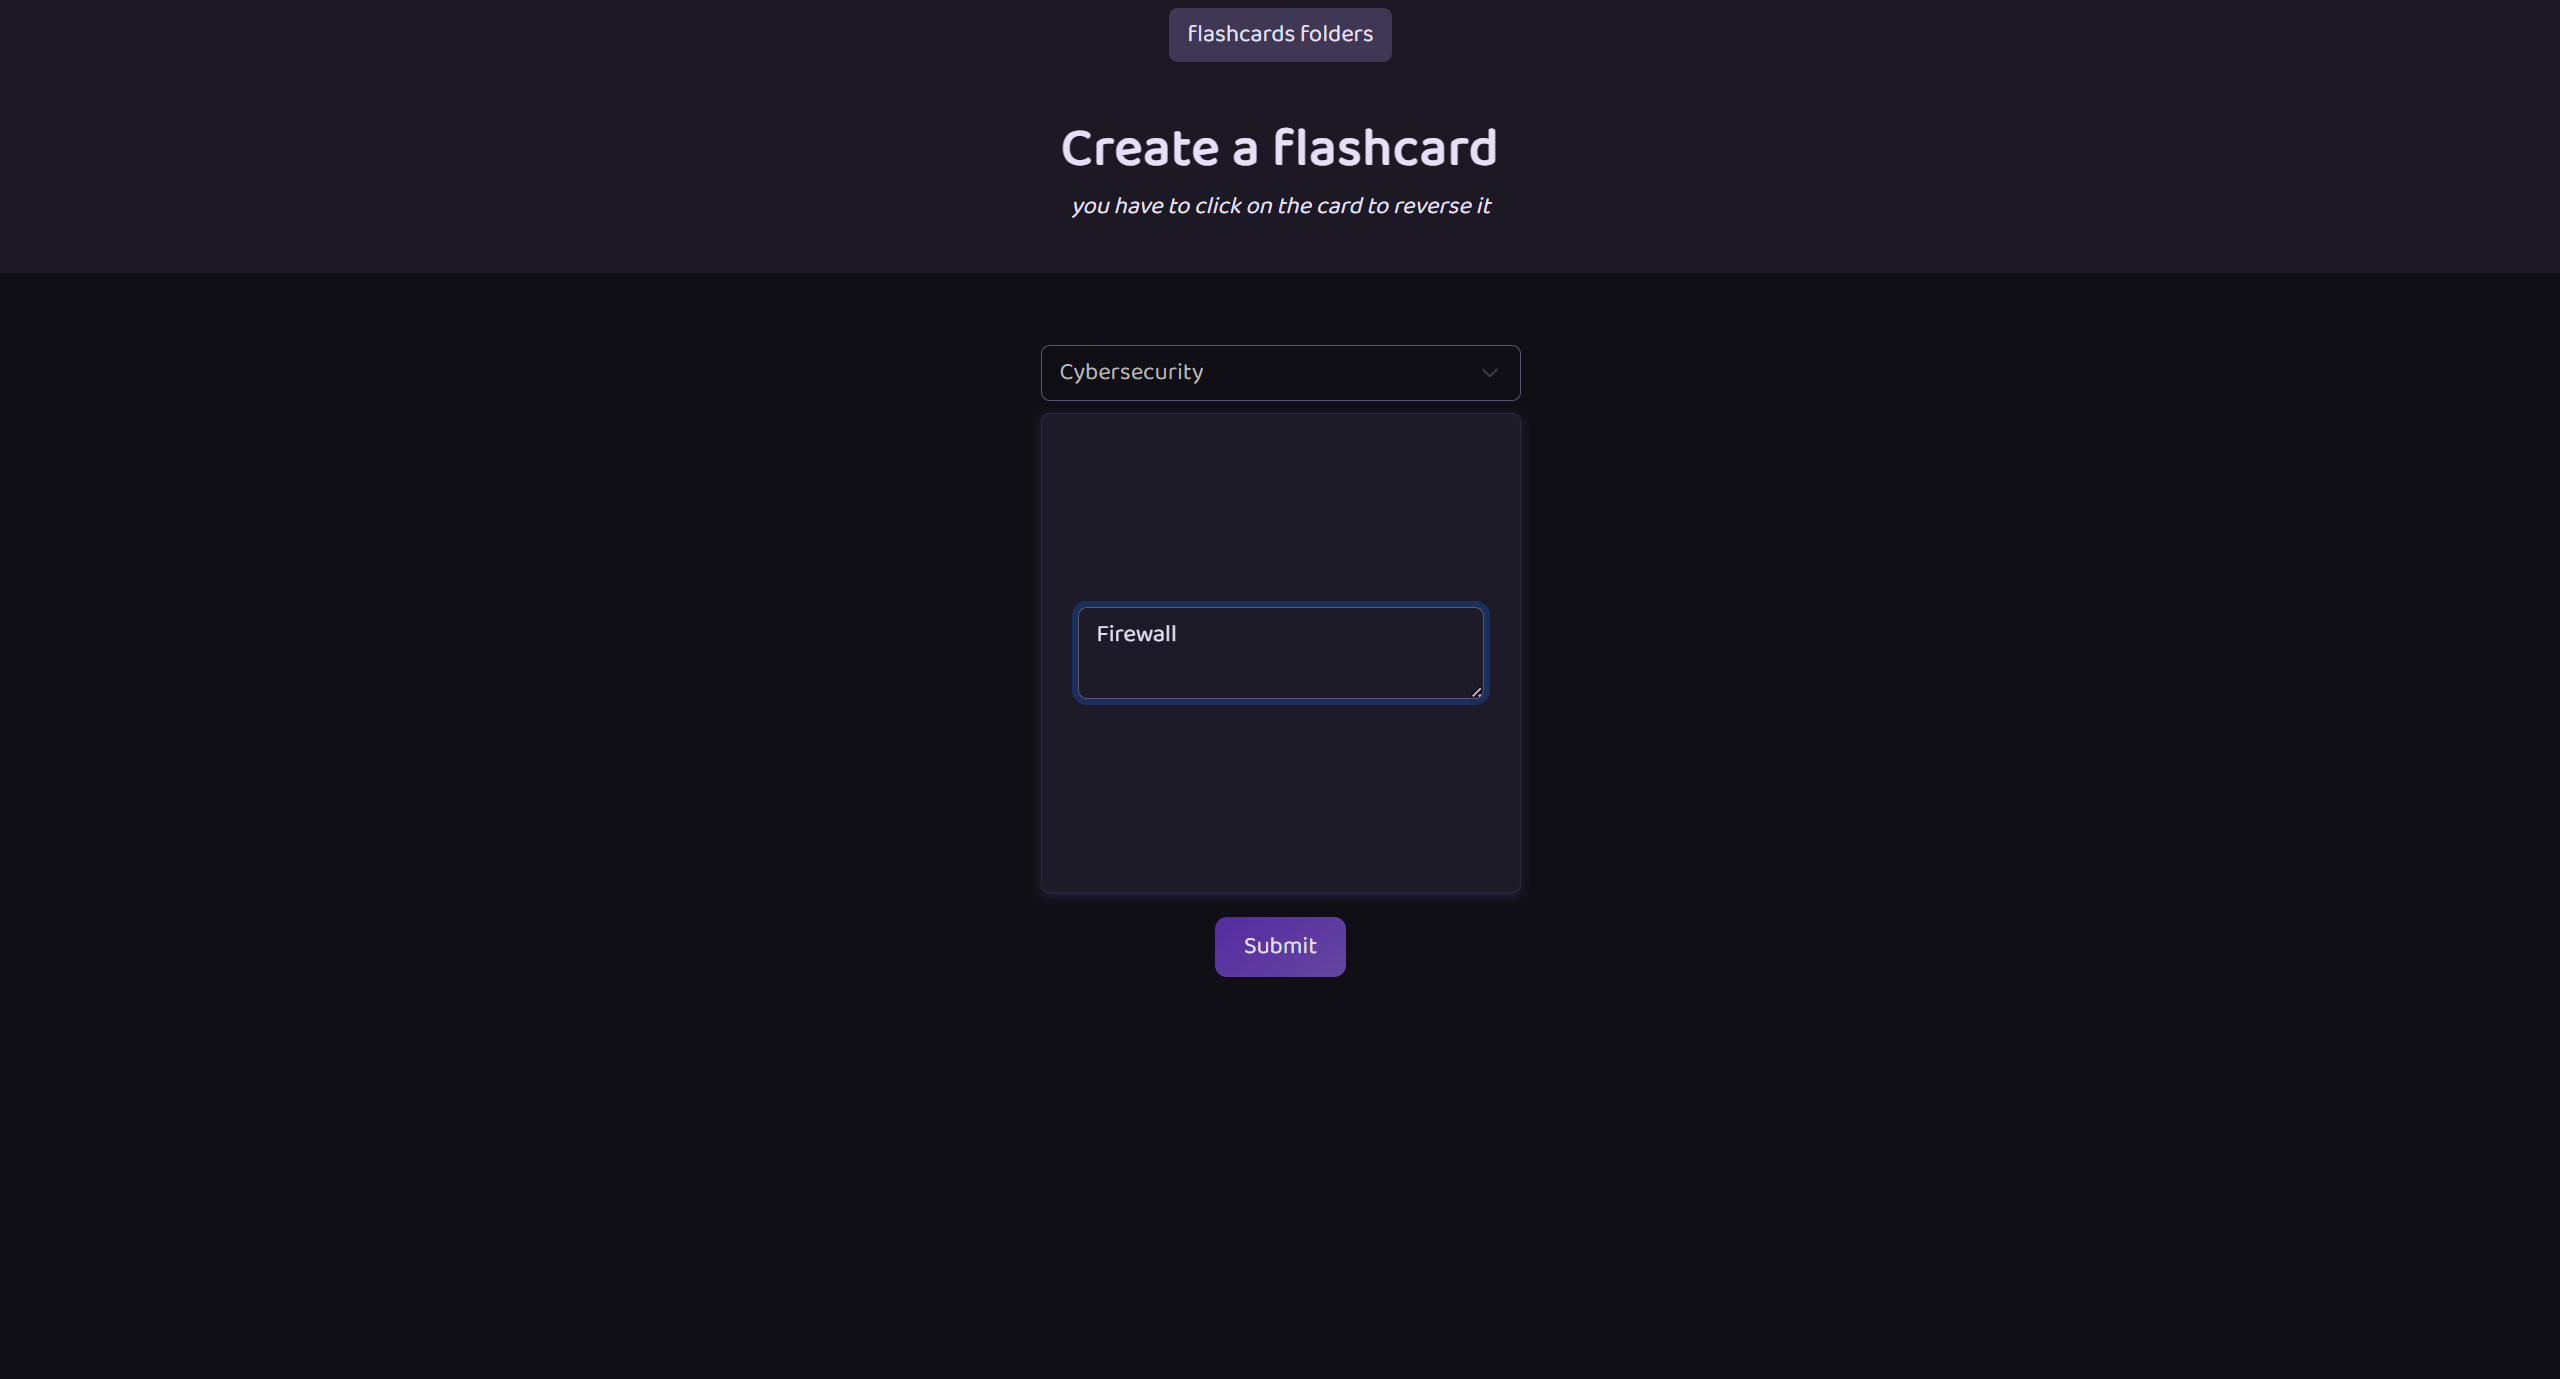 flashcards folders
Create a flashcard
you have to click on the card to reverse it
Cybersecurity
Firewall
Submit